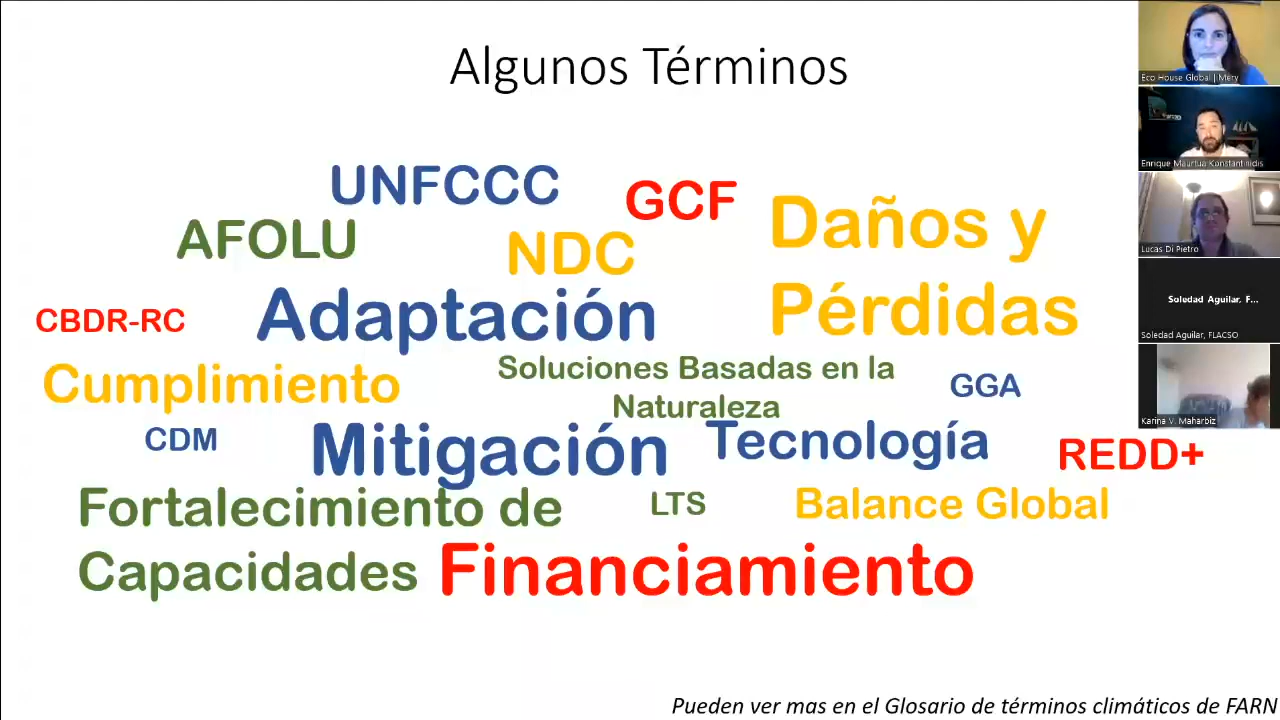 Algunos Términos
UNFCCC
GCF
Daños y
Pérdidas
AFOLU
NDC
CBDR-RC
Adaptación
Cumplimiento
Soluciones Basadas en la
Naturaleza
GGA
CDM
Mitigación
Tecnología
REDD+
Fortalecimiento de
Capacidades
LTS
Balance Global
Financiamiento
Pueden ver mas en el Glosario de términos climáticos de FARN
Eco House Global | Mery
Enrique Maurtua Konstantinidis
Lucas Di Pietro
Soledad Aguilar, F...
Soledad Aguilar, FLACSO
Karina V. Maharbiz